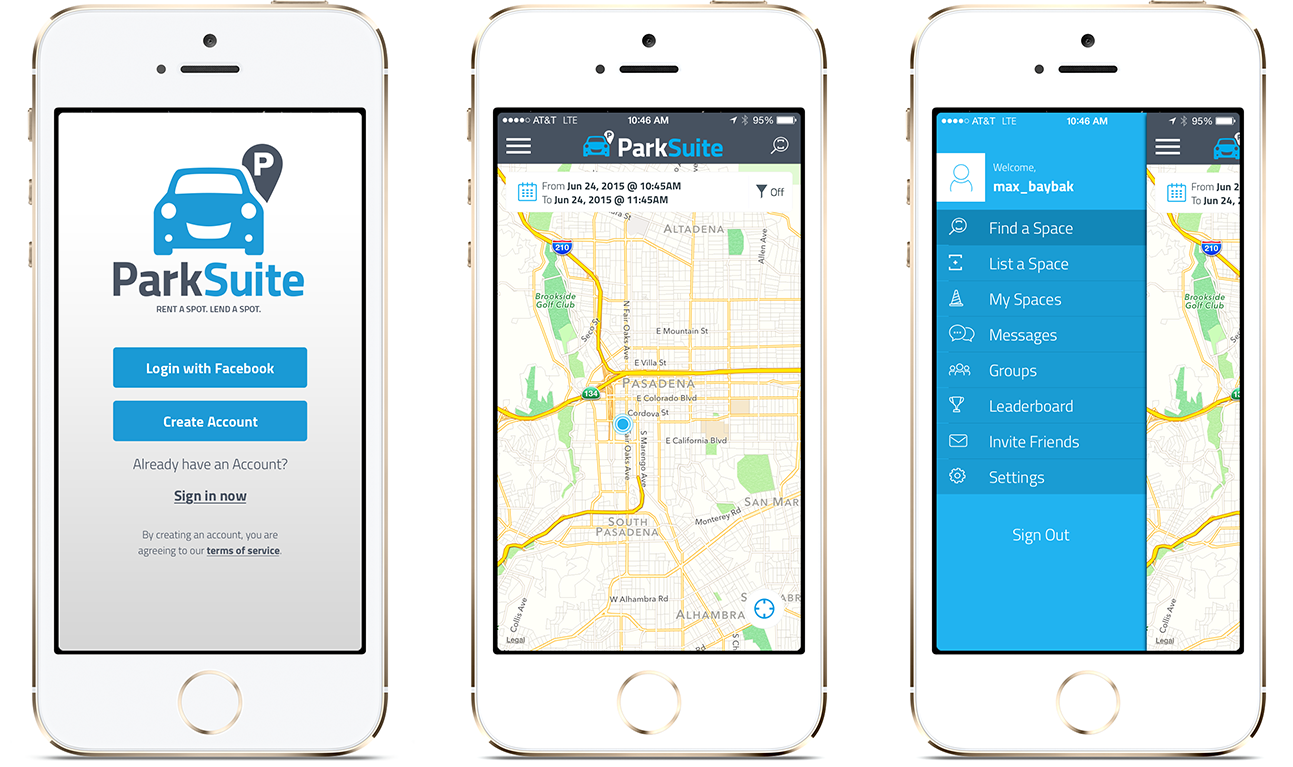 P
ParkSuite
RENT A SPOT. LEND A SPOT.
Login with Facebook
Create Account
Already have an Account?
Sign in now
By creating an account, you are
agreeing to our terms of service.
AT&T LTE 10:46 AM 95%
P
ParkSuite
From Jun 24, 2015 @ 10:45AM
To Jun 24, 2015 @ 11:45AM
Off
ALTADENA
Allen Ave
210
Brookside
Golf Club
N Fair Oaks Ave
Seco St
E Mountain St
E Villa St
PASADENA
134
E Colorado Blvd
Cordova St
Fair Oaks Ave
S Marengo Ave
E California Blvd
SAN MAR
Monterey Rd
SOUTH
PASADENA
W Alhambra Rd
ALHAMBRA
Collis Ave
Legal
AT&T LTE 10:46 AM 95%
Welcome,
max_baybak
Find a Space
List a Space
My Spaces
Messages
Groups
Leaderboard
Invite Friends
Settings
Sign Out
From Jun 2
To Jun 24, 2
210
Brookside
Golf Club
Seco St
Collis Ave
Legal